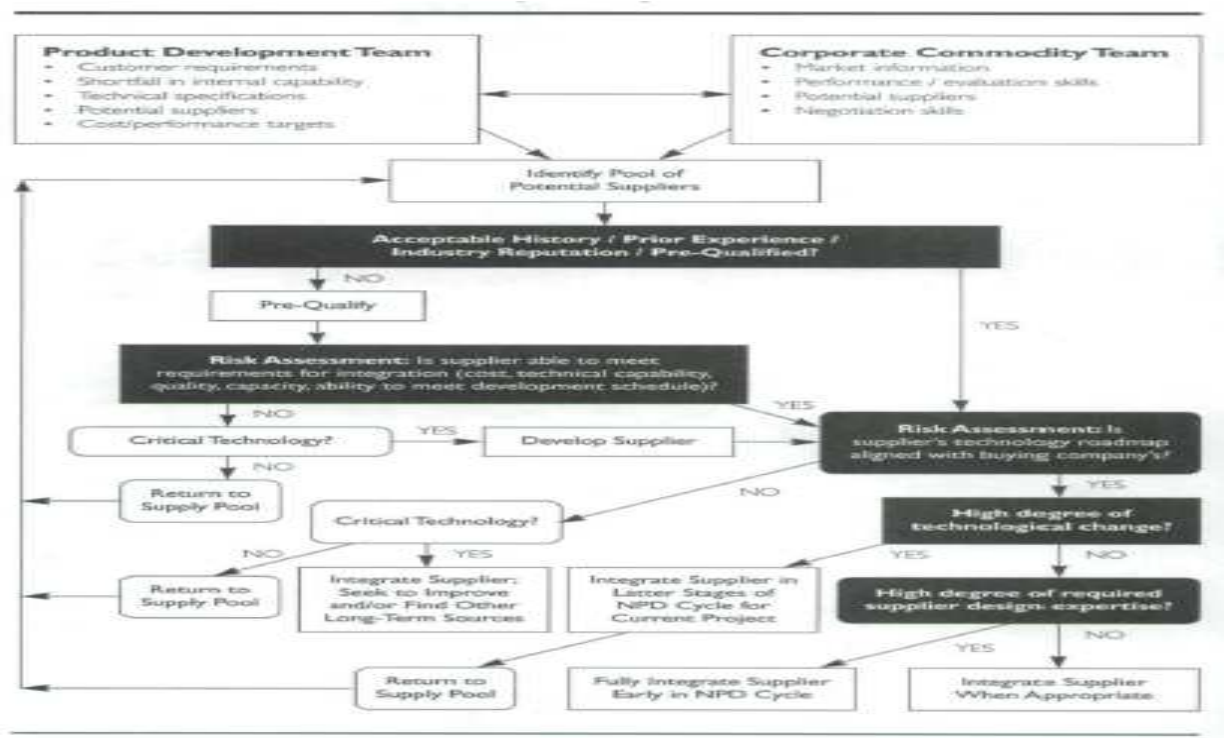 Product Development Team
• Customer requirements
• Shortfall in internal capability
• Technical specifications
• Potential suppliers
• Cost/performance targets
Corporate Commodity Team
• Market information
• Performance / evaluation skills
• Potential suppliers
• Negotiation skills
Identify Pool of
Potential Suppliers
Acceptable History / Prior Experience /
Industry Reputation / Pre-Qualified?
NO
YES
Pre-Qualify
Risk Assessment: Is supplier able to meet
requirements for integration (cost, technical capability,
quality, capacity, ability to meet development schedule)?
NO
YES
Critical Technology?
YES
Develop Supplier
Risk Assessment: Is
supplier's technology roadmap
aligned with buying company's?
NO
Return to
Supply Pool
NO
YES
Critical Technology?
High degree of
technological change?
NO
YES
YES
NO
Return to
Supply Pool
Integrate Supplier:
Seek to Improve
and/or Find Other
Long-Term Sources
Integrate Supplier in
Latter Stages of
NPD Cycle for
Current Project
High degree of required
supplier design expertise?
YES
NO
Return to
Supply Pool
Fully Integrate Supplier
Early in NPD Cycle
Integrate Supplier
When Appropriate